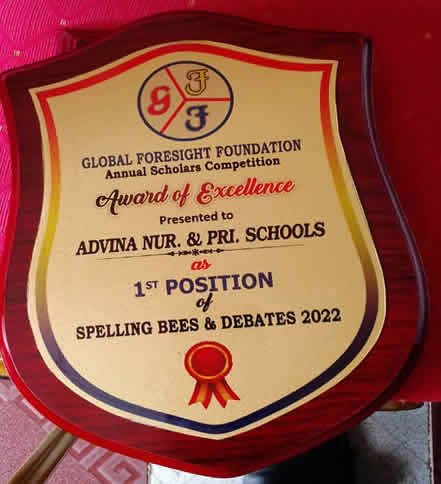 G F F
GLOBAL FORESIGHT FOUNDATION
Annual Scholars Competition
Award of Excellence
Presented to
ADVINA NUR. & PRI. SCHOOLS
as
1ST POSITION
of
SPELLING BEES & DEBATES 2022